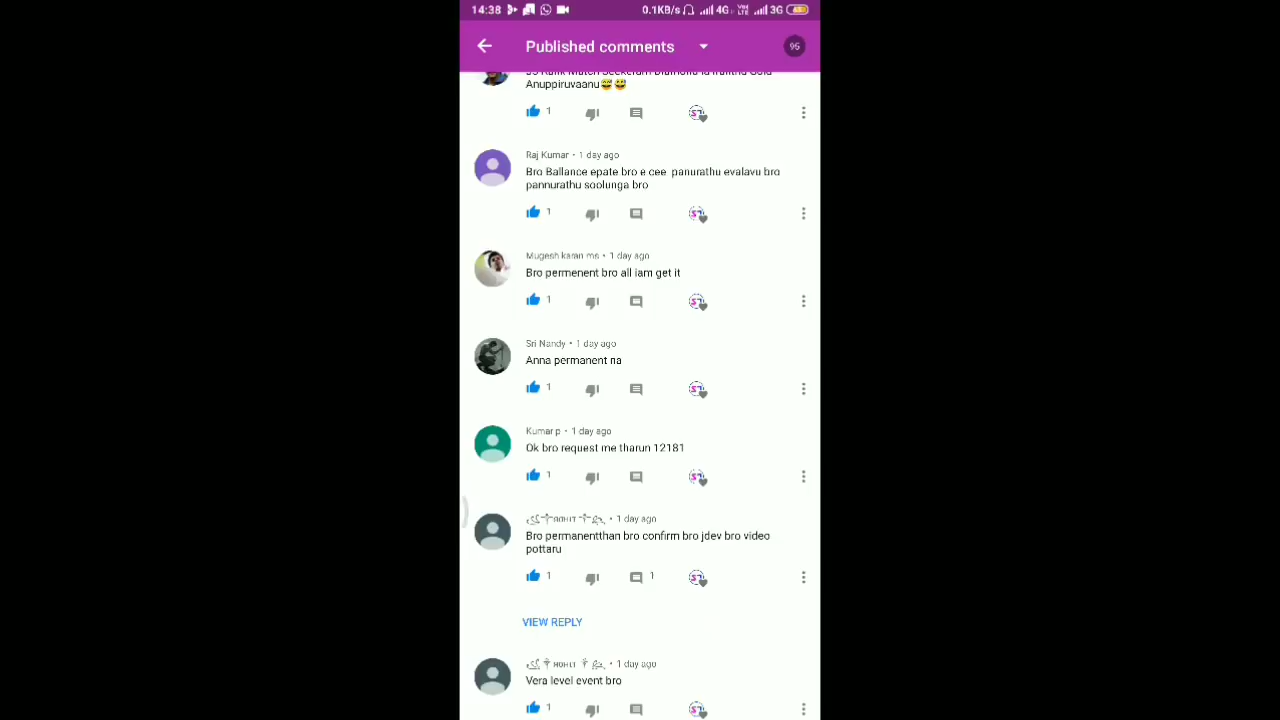 14:38
0.1KB/s
4G
VoLTE
3G
Published comments
95
Anuppiruvaanu😅😅
1
Raj Kumar • 1 day ago
Bro Ballance epate bro e cee panurathu evalavu bro
pannurathu soolunga bro
1
Mugesh karan ms • 1 day ago
Bro permenent bro all iam get it
1
Sri Nandy • 1 day ago
Anna permanent na
1
Kumar p • 1 day ago
Ok bro request me tharun 12181
1
• 1 day ago
Bro permanentthan bro confirm bro jdev bro video
pottaru
1
1
VIEW REPLY
• 1 day ago
Vera level event bro
1